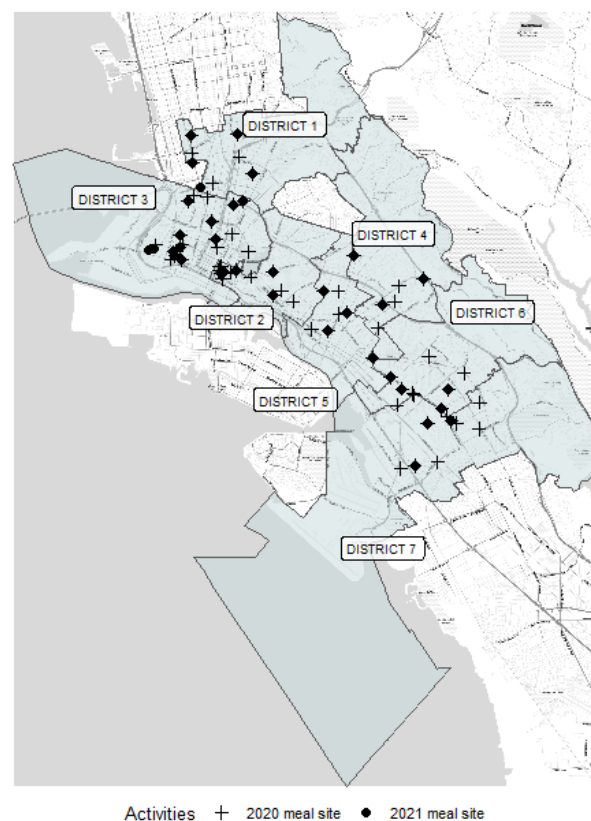 DISTRICT 1
DISTRICT 3
DISTRICT 4
DISTRICT 6
DISTRICT 2
DISTRICT 5
DISTRICT 7
Activities 2020 meal site 2021 meal site